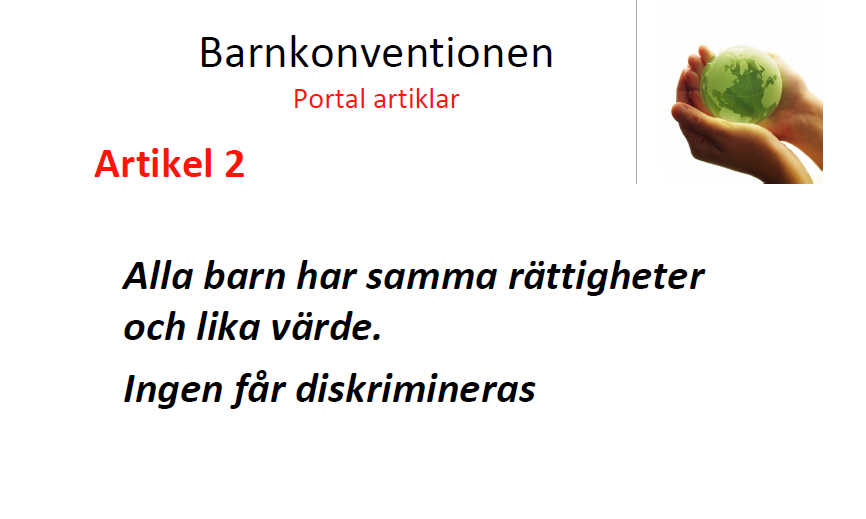 Barnkonventionen
Portal artiklar
Artikel 2
Alla barn har samma rättigheter
och lika värde.
Ingen får diskrimineras